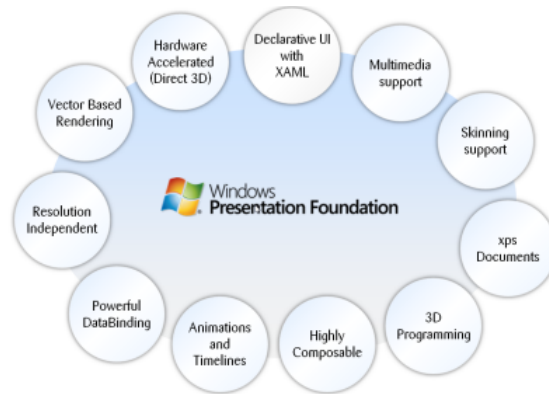 Declarative UI
with
XAML
Multimedia
support
Skinning
support
xps
Documents
3D
Programming
Highly
Composable
Animations
and
Timelines
Powerful
DataBinding
Resolution
Independent
Vector Based
Rendering
Hardware
Accelerated
(Direct 3D)
Windows
Presentation Foundation